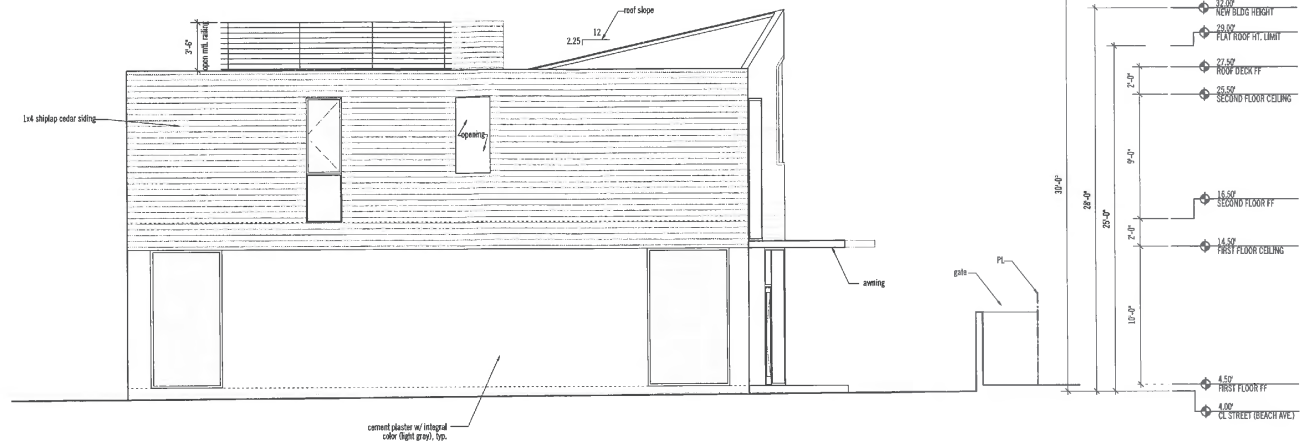 roof slope
12
2.25
3'-6"
open mtl. railing
1x4 shiplap cedar siding
opening
awning
gate
PL
cement plaster w/ integral
color (light gray), typ.
30'-0"
28'-0"
25'-0"
2'-0"
9'-0"
2'-0"
10'-0"
32.00'
NEW BLDG HEIGHT
29.00'
FLAT ROOF HT. LIMIT
27.50'
ROOF DECK FF
25.50'
SECOND FLOOR CEILING
16.50'
SECOND FLOOR FF
14.50'
FIRST FLOOR CEILING
4.50'
FIRST FLOOR FF
4.00'
CL STREET (BEACH AVE.)